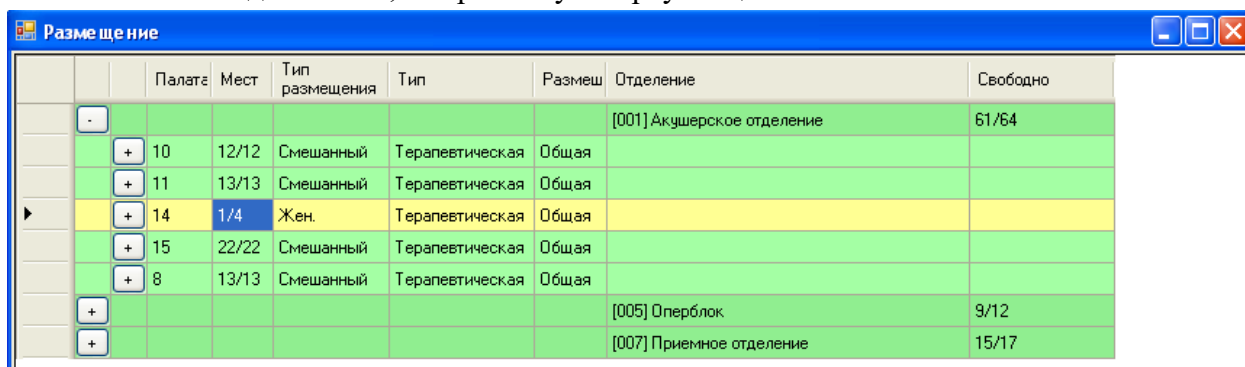 Размещение
Палата Мест Тип размещения Тип Размещ Отделение Свободно
- [001] Акушерское отделение 61/64
+ 10 12/12 Смешанный Терапевтическая Общая
+ 11 13/13 Смешанный Терапевтическая Общая
+ 14 1/4 Жен. Терапевтическая Общая
+ 15 22/22 Смешанный Терапевтическая Общая
+ 8 13/13 Смешанный Терапевтическая Общая
+ [005] Оперблок 9/12
+ [007] Приемное отделение 15/17